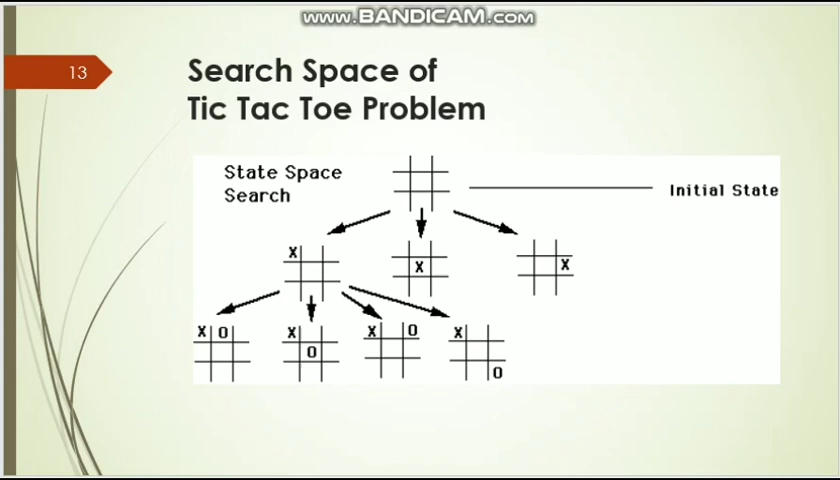 www.BANDICAM.com
13
Search Space of
Tic Tac Toe Problem
State Space
Search
Initial State
X
X
X
X O
X
O
X O
X
O